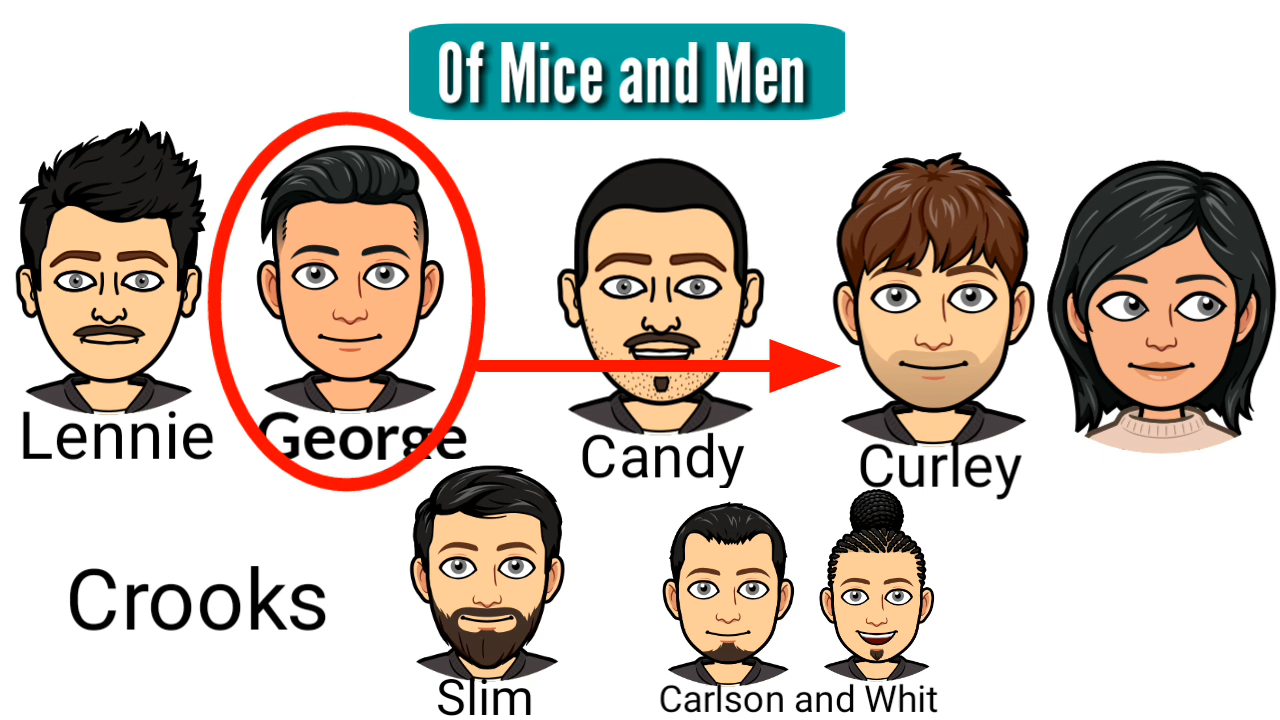 Of Mice and Men
Lennie
George
Candy
Curley
Crooks
Slim
Carlson and Whit